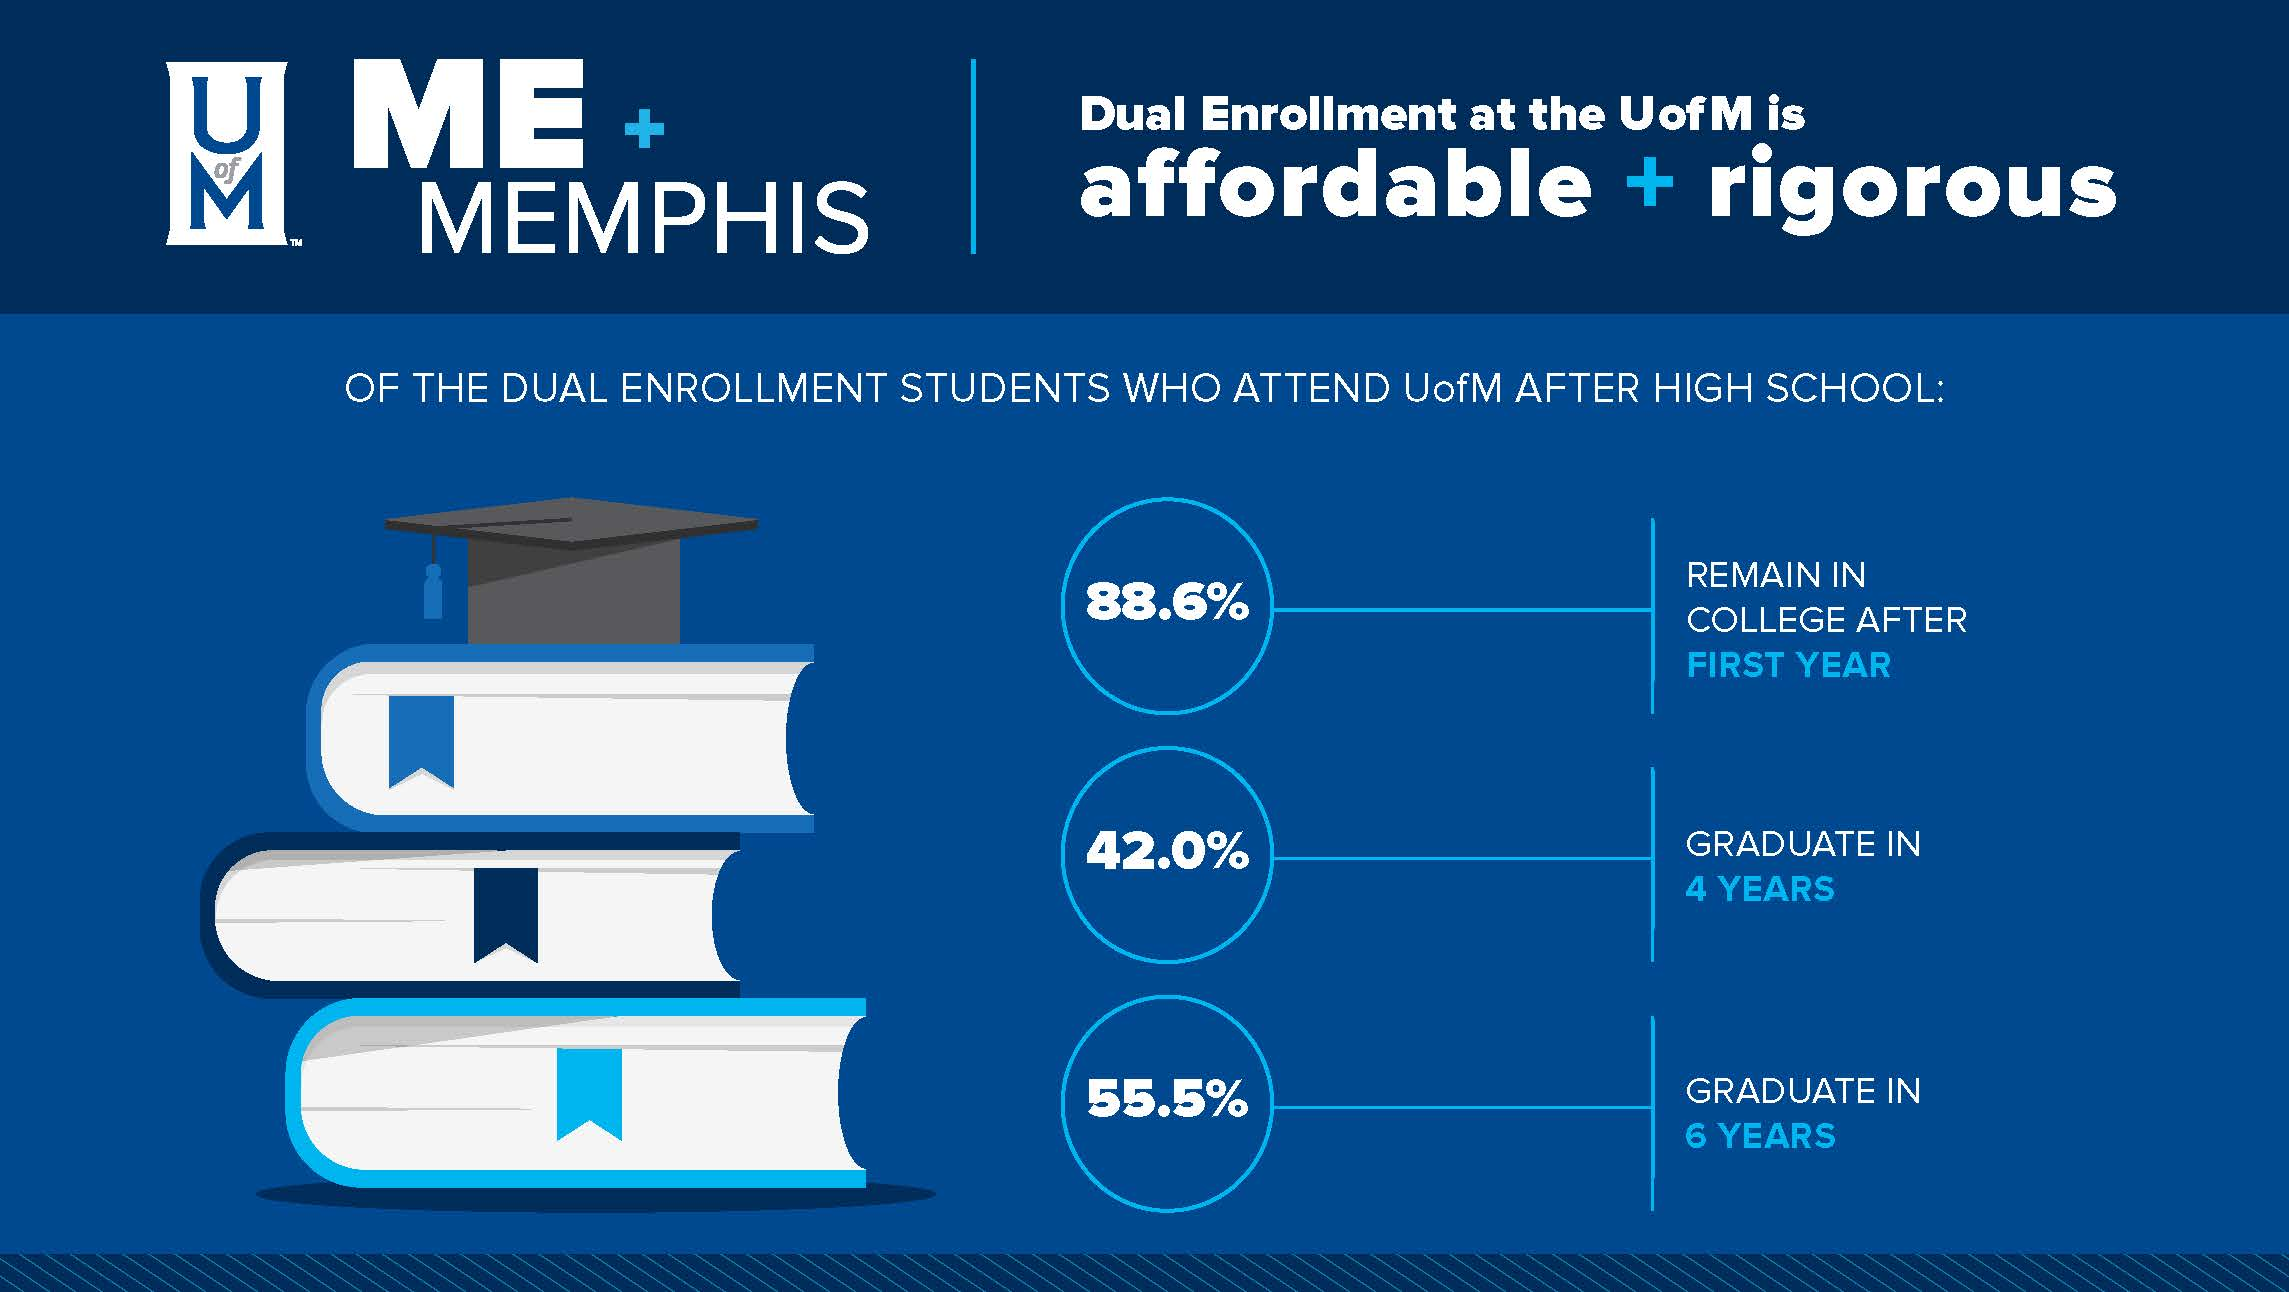 U
of
M
™
ME +
MEMPHIS
Dual Enrollment at the UofM is
affordable + rigorous
OF THE DUAL ENROLLMENT STUDENTS WHO ATTEND UofM AFTER HIGH SCHOOL:
88.6%
REMAIN IN
COLLEGE AFTER
FIRST YEAR
42.0%
GRADUATE IN
4 YEARS
55.5%
GRADUATE IN
6 YEARS